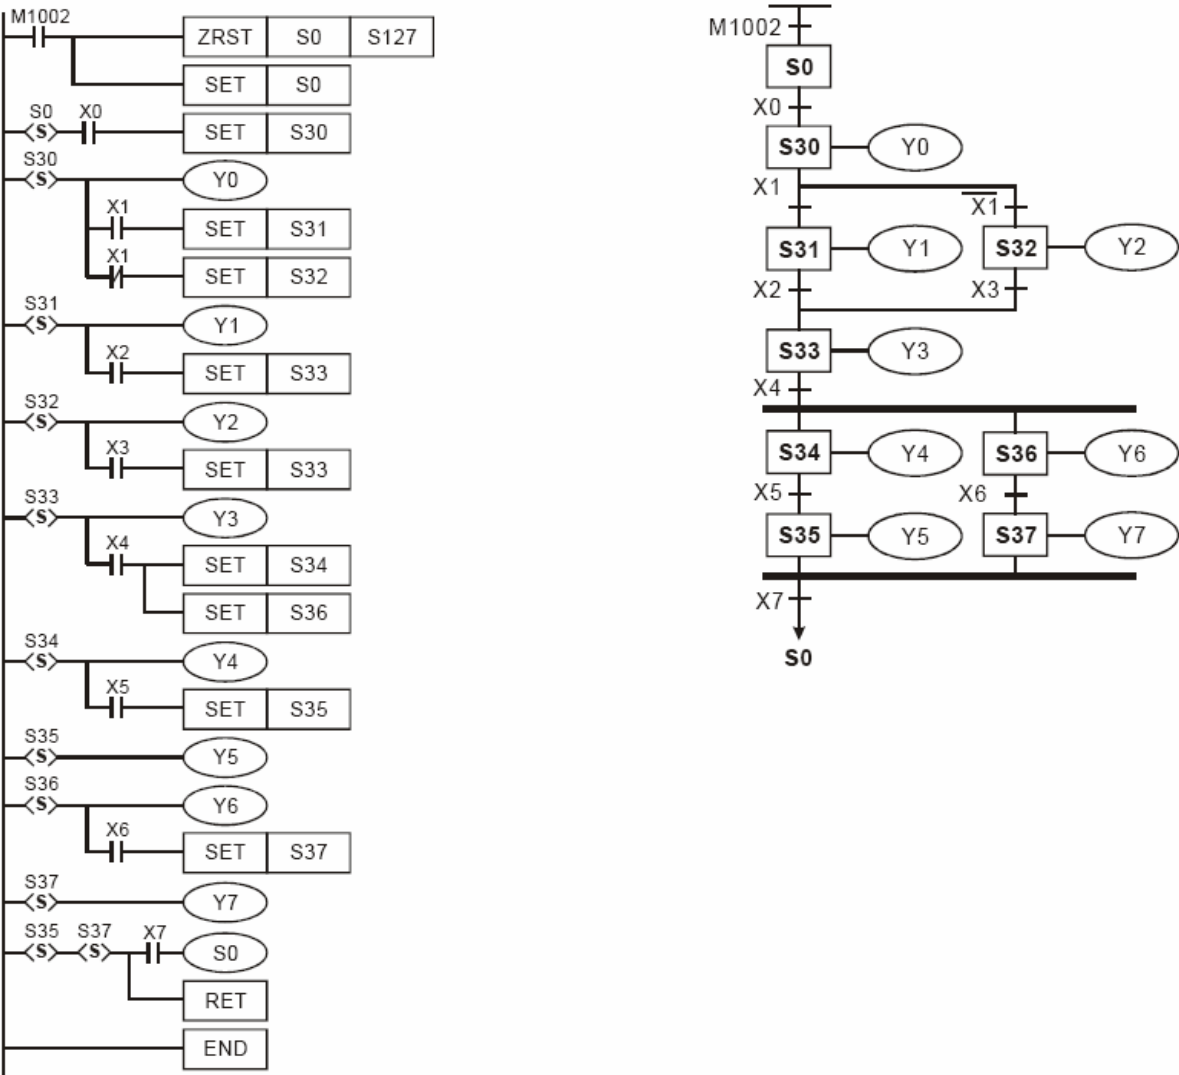 M1002
ZRST S0 S127
SET S0
S0 X0
S SET S30
S30
S Y0
X1
SET S31
X1
SET S32
S31
S Y1
X2
SET S33
S32
S Y2
X3
SET S33
S33
S Y3
X4
SET S34
SET S36
S34
S Y4
X5
SET S35
S35
S Y5
S36
S Y6
X6
SET S37
S37
S Y7
S35 S37 X7
S S S0
RET
END
M1002
S0
X0
S30 Y0
X1
X1
S31 Y1 S32 Y2
X2 X3
S33 Y3
X4
S34 Y4 S36 Y6
X5 X6
S35 Y5 S37 Y7
X7
S0